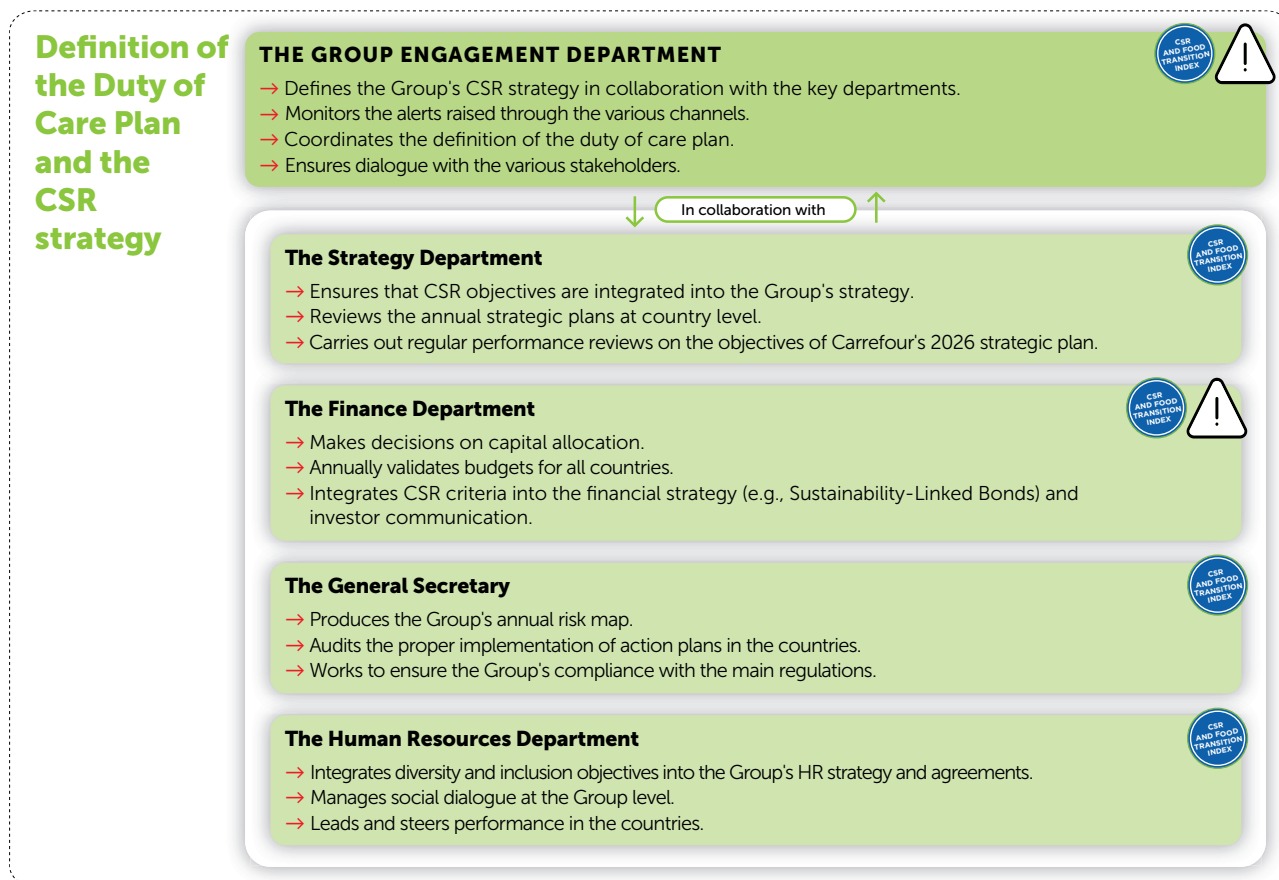 Definition of
the Duty of
Care Plan
and the
CSR
strategy
THE GROUP ENGAGEMENT DEPARTMENT
CSR
AND FOOD
TRANSITION
INDEX
!
→ Defines the Group's CSR strategy in collaboration with the key departments.
→ Monitors the alerts raised through the various channels.
→ Coordinates the definition of the duty of care plan.
→ Ensures dialogue with the various stakeholders.
In collaboration with
The Strategy Department
CSR
AND FOOD
TRANSITION
INDEX
→ Ensures that CSR objectives are integrated into the Group's strategy.
→ Reviews the annual strategic plans at country level.
→ Carries out regular performance reviews on the objectives of Carrefour's 2026 strategic plan.
The Finance Department
CSR
AND FOOD
TRANSITION
INDEX
!
→ Makes decisions on capital allocation.
→ Annually validates budgets for all countries.
→ Integrates CSR criteria into the financial strategy (e.g., Sustainability-Linked Bonds) and
investor communication.
The General Secretary
CSR
AND FOOD
TRANSITION
INDEX
→ Produces the Group's annual risk map.
→ Audits the proper implementation of action plans in the countries.
→ Works to ensure the Group's compliance with the main regulations.
The Human Resources Department
CSR
AND FOOD
TRANSITION
INDEX
→ Integrates diversity and inclusion objectives into the Group's HR strategy and agreements.
→ Manages social dialogue at the Group level.
→ Leads and steers performance in the countries.